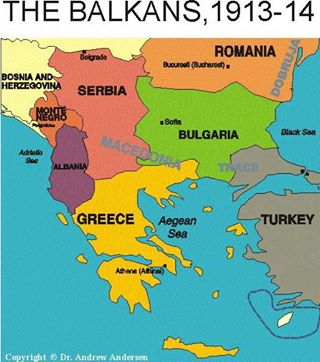 THE BALKANS,1913-14
ROMANIA
Belgrade
Bucuresti (Bucharest)
DOBRUJA
BOSNIA AND
HERZEGOVINA
SERBIA
MONTE
NEGRO
Sofia
BULGARIA
Black Sea
Adriatic
Sea
MACEDONIA
ALBANIA
TRACE
GREECE
Aegean
Sea
TURKEY
Athens (Athinai)
Copyright © Dr. Andrew Andersen